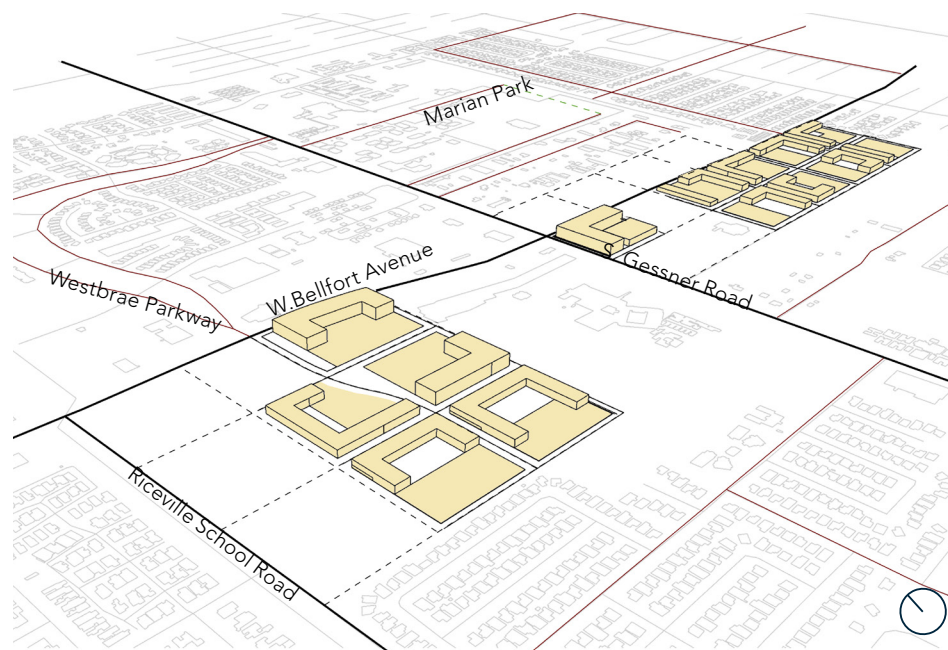 Marian Park
S. Gessner Road
W.Bellfort Avenue
Westbrae Parkway
Riceville School Road